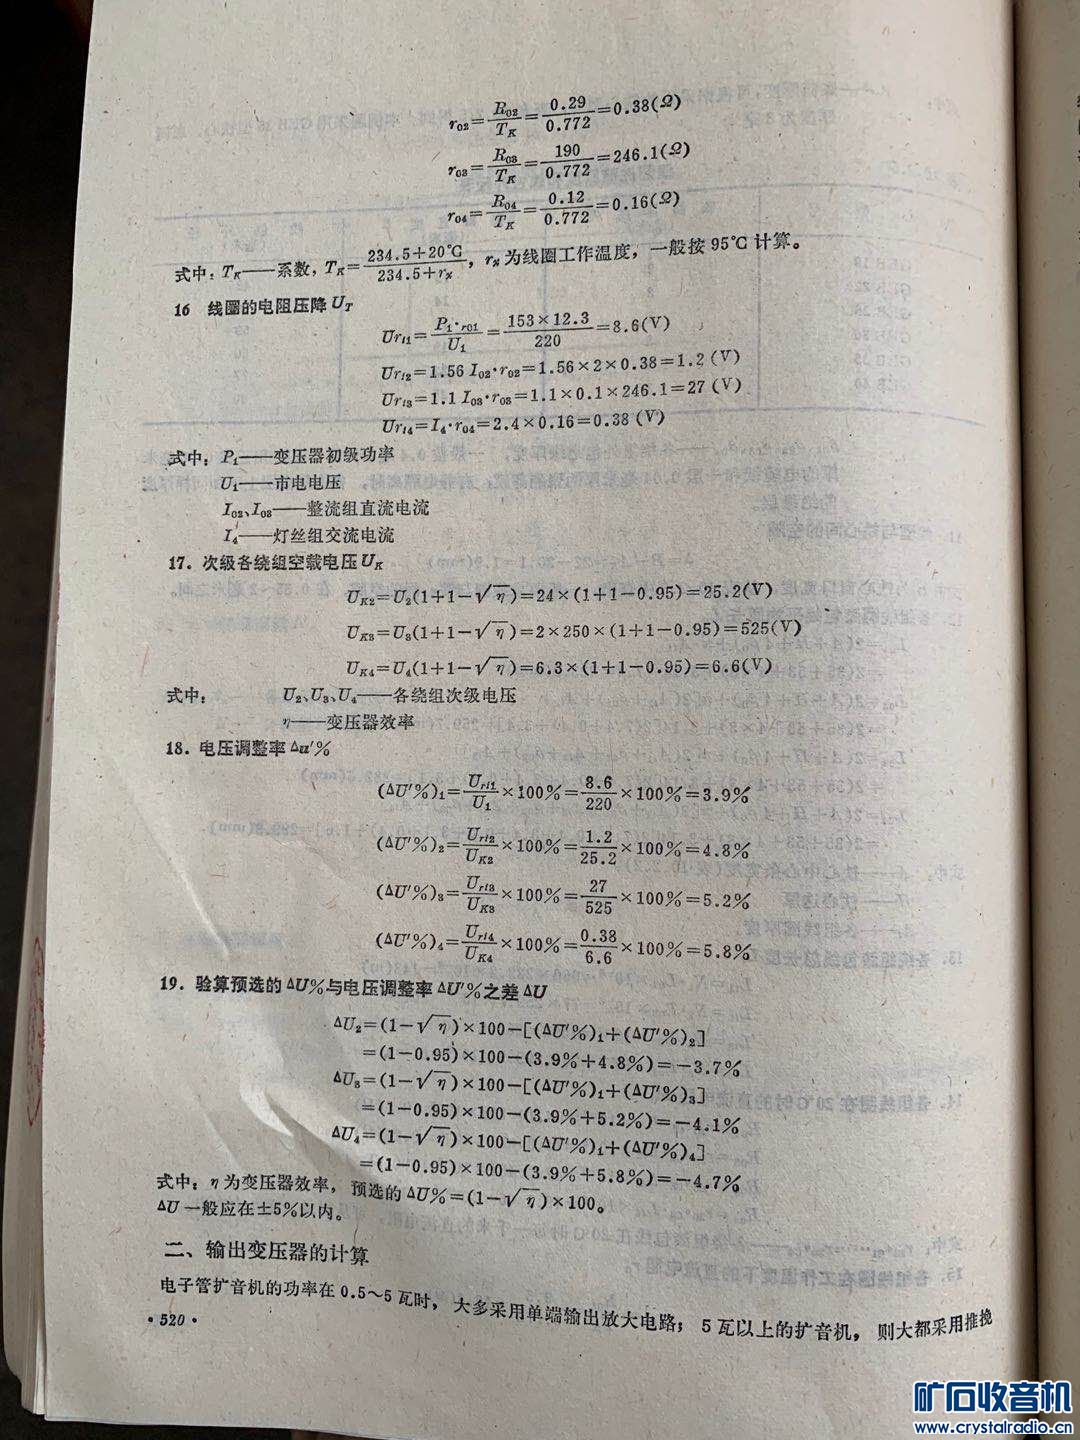 r₀₂=R₀₂/T_K=0.29/0.772=0.38(Ω)
r₀₃=R₀₃/T_K=190/0.772=246.1(Ω)
r₀₄=R₀₄/T_K=0.12/0.772=0.16(Ω)
式中：T_K——系数，T_K=(234.5+20℃)/(234.5+r_x)，r_x为线圈工作温度，一般按95℃计算。
16 线圈的电阻压降U_T
Ur_t1=P₁·r₀₁/U₁=153×12.3/220=8.6(V)
Ur_t2=1.56 I₀₂·r₀₂=1.56×2×0.38=1.2(V)
Ur_t3=1.1 I₀₃·r₀₃=1.1×0.1×246.1=27(V)
Ur_t4=I₄·r₀₄=2.4×0.16=0.38(V)
式中：P₁——变压器初级功率
U₁——市电电压
I₀₂、I₀₃——整流组直流电流
I₄——灯丝组交流电流
17．次级各绕组空载电压U_K
U_K2=U₂(1+1-√η)=24×(1+1-0.95)=25.2(V)
U_K3=U₃(1+1-√η)=2×250×(1+1-0.95)=525(V)
U_K4=U₄(1+1-√η)=6.3×(1+1-0.95)=6.6(V)
式中： U₂、U₃、U₄——各绕组次级电压
η——变压器效率
18．电压调整率Δu′%
(ΔU′%)₁=Ur_t1/U₁×100%=8.6/220×100%=3.9%
(ΔU′%)₂=Ur_t2/U_K2×100%=1.2/25.2×100%=4.8%
(ΔU′%)₃=Ur_t3/U_K3×100%=27/525×100%=5.2%
(ΔU′%)₄=Ur_t4/U_K4×100%=0.38/6.6×100%=5.8%
19．验算预选的ΔU%与电压调整率ΔU′%之差ΔU
ΔU₂=(1-√η)×100-[(ΔU′%)₁+(ΔU′%)₂]
=(1-0.95)×100-(3.9%+4.8%)=-3.7%
ΔU₃=(1-√η)×100-[(ΔU′%)₁+(ΔU′%)₃]
=(1-0.95)×100-(3.9%+5.2%)=-4.1%
ΔU₄=(1-√η)×100-[(ΔU′%)₁+(ΔU′%)₄]
=(1-0.95)×100-(3.9%+5.8%)=-4.7%
式中：η为变压器效率，预选的ΔU%=(1-√η)×100。
ΔU一般应在±5%以内。
二、输出变压器的计算
电子管扩音机的功率在0.5～5瓦时，大多采用单端输出放大电路；5瓦以上的扩音机，则大都采用推挽
·520·
矿石收音机
www.crystalradio.cn